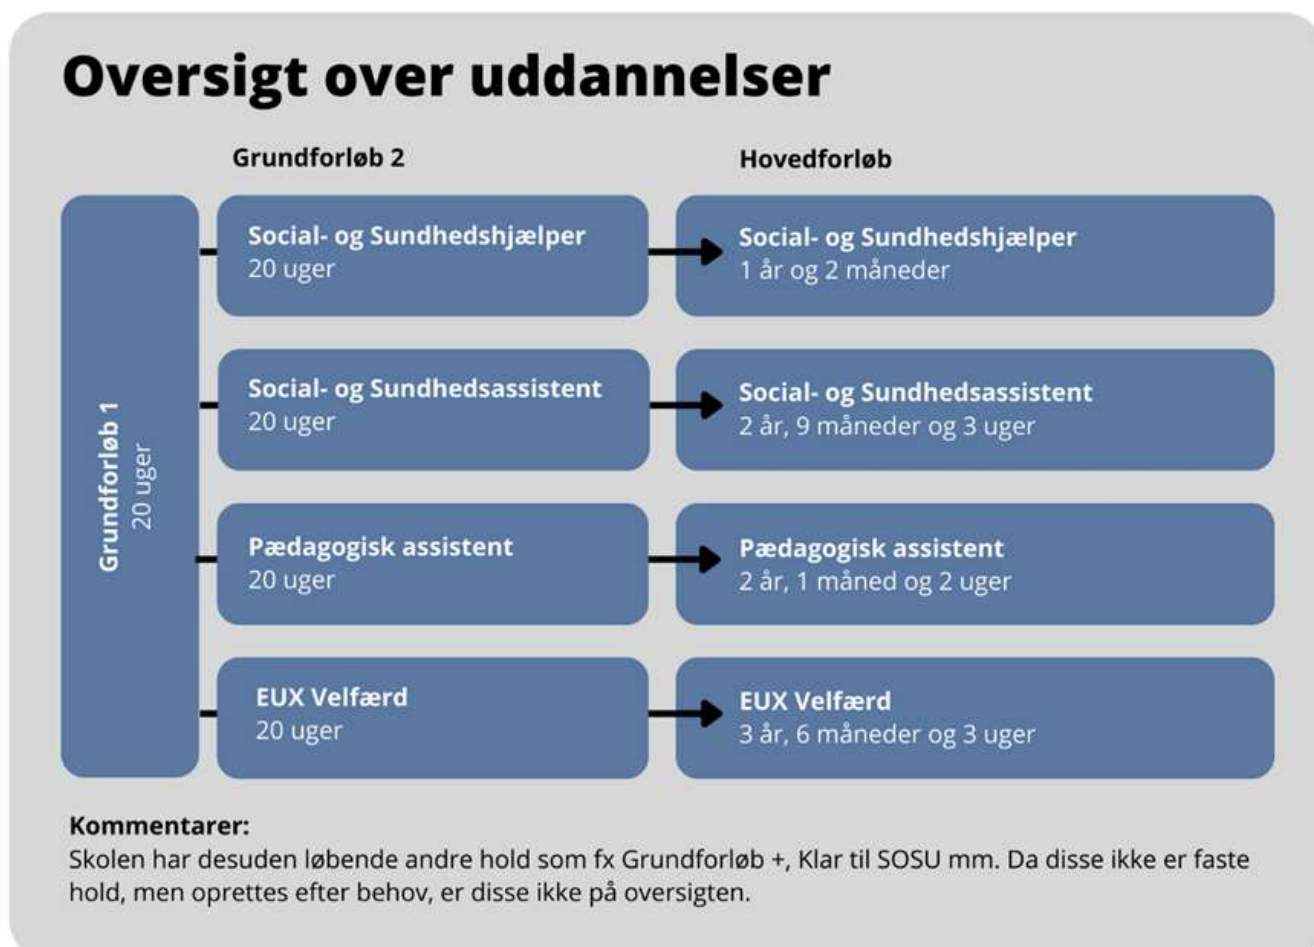 Oversigt over uddannelser
Grundforløb 2
Hovedforløb
Grundforløb 1
20 uger
Social- og Sundhedshjælper
20 uger
Social- og Sundhedshjælper
1 år og 2 måneder
Social- og Sundhedsassistent
20 uger
Social- og Sundhedsassistent
2 år, 9 måneder og 3 uger
Pædagogisk assistent
20 uger
Pædagogisk assistent
2 år, 1 måned og 2 uger
EUX Velfærd
20 uger
EUX Velfærd
3 år, 6 måneder og 3 uger
Kommentarer:
Skolen har desuden løbende andre hold som fx Grundforløb +, Klar til SOSU mm. Da disse ikke er faste
hold, men oprettes efter behov, er disse ikke på oversigten.